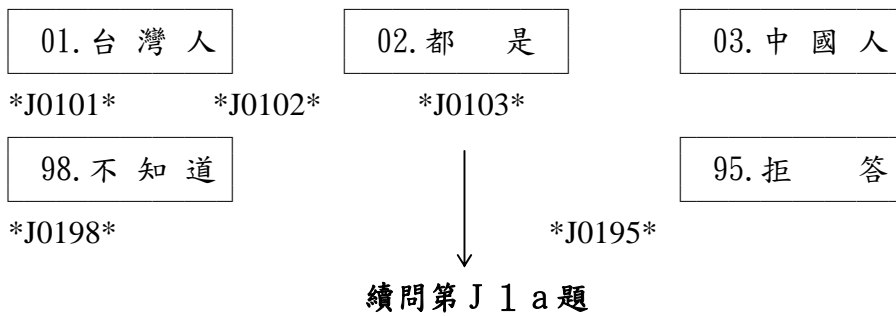 01.台 灣 人 02.都 是 03.中 國 人
*J0101* *J0102* *J0103*
98.不 知 道 95.拒 答
*J0198* *J0195*
續問第Ｊ１ａ題